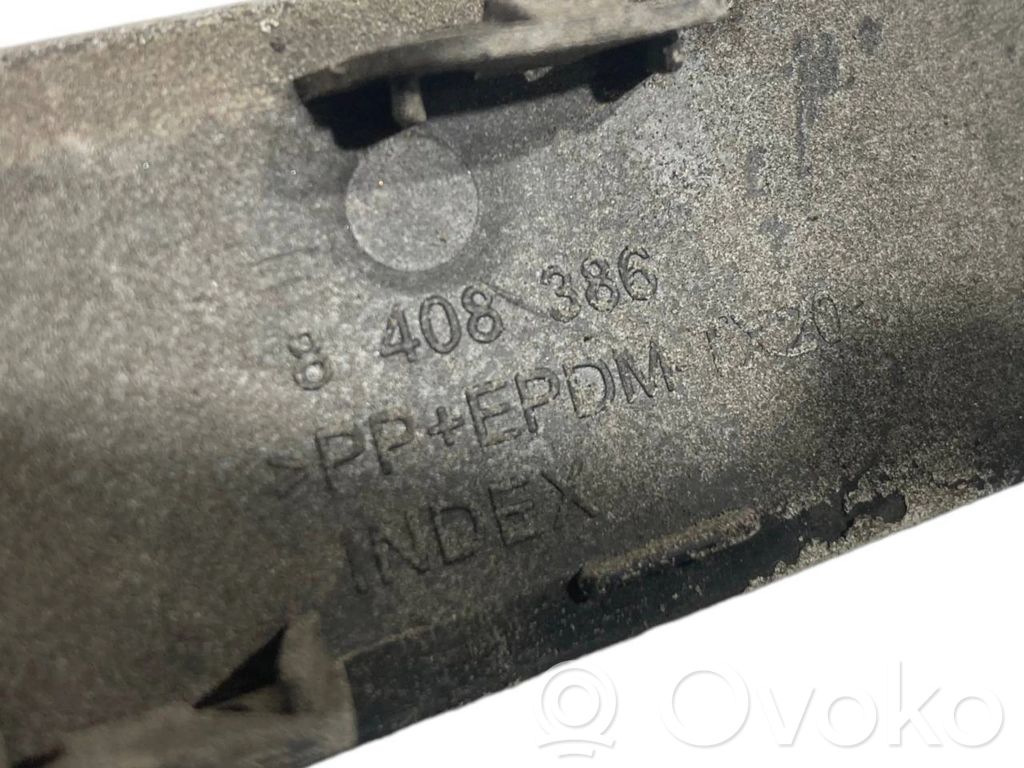 8 408 386
>PP+EPDM-TX20<
INDEX
Ovoko